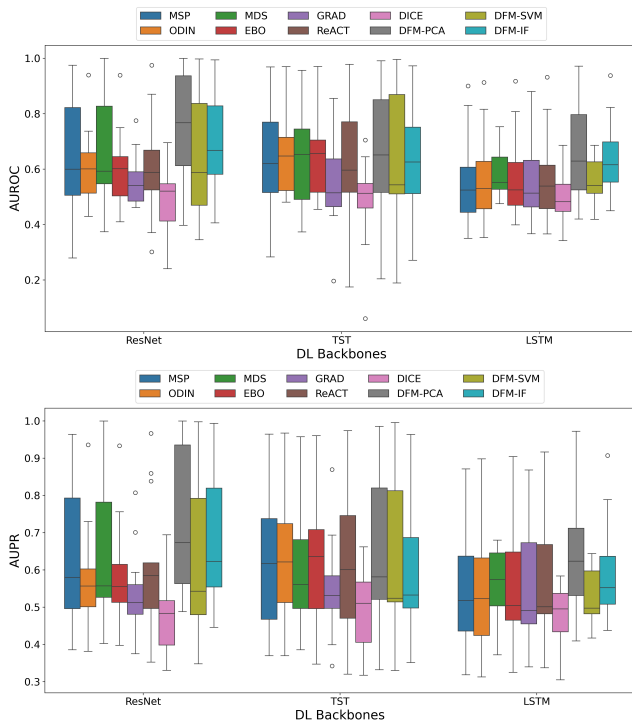 MSP MDS GRAD DICE DFM-SVM
ODIN EBO ReACT DFM-PCA DFM-IF
1.0
0.8
0.6
0.4
0.2
AUROC
ResNet TST LSTM
DL Backbones
MSP MDS GRAD DICE DFM-SVM
ODIN EBO ReACT DFM-PCA DFM-IF
1.0
0.9
0.8
0.7
0.6
0.5
0.4
0.3
AUPR
ResNet TST LSTM
DL Backbones